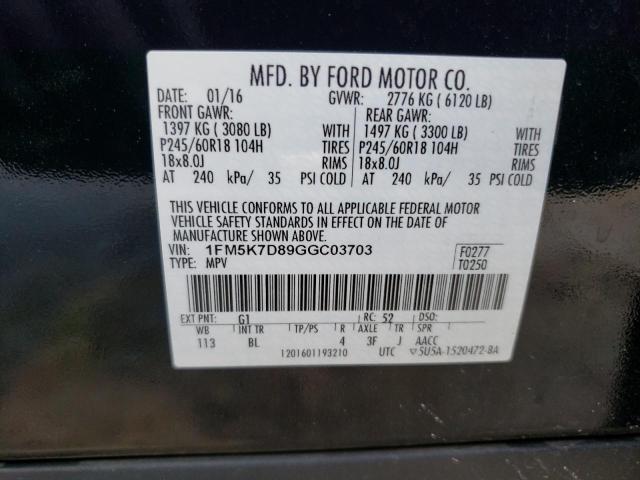 MFD. BY FORD MOTOR CO.
DATE: 01/16 GVWR: 2776 KG ( 6120 LB)
FRONT GAWR: REAR GAWR:
1397 KG ( 3080 LB) WITH 1497 KG ( 3300 LB) WITH
P245/60R18 104H TIRES P245/60R18 104H TIRES
18x8.0J RIMS 18x8.0J RIMS
AT 240 kPa/ 35 PSI COLD AT 240 kPa/ 35 PSI COLD
THIS VEHICLE CONFORMS TO ALL APPLICABLE FEDERAL MOTOR
VEHICLE SAFETY STANDARDS IN EFFECT ON THE DATE OF
MANUFACTURE SHOWN ABOVE.
VIN: 1FM5K7D89GGC03703 F0277
TYPE: MPV T0250
EXT PNT: G1 RC: 52 DSO:
WB INT TR TP/PS R AXLE TR SPR
113 BL 4 3F J AACC
1201601193210 UTC ▽5U5A-1520472-BA